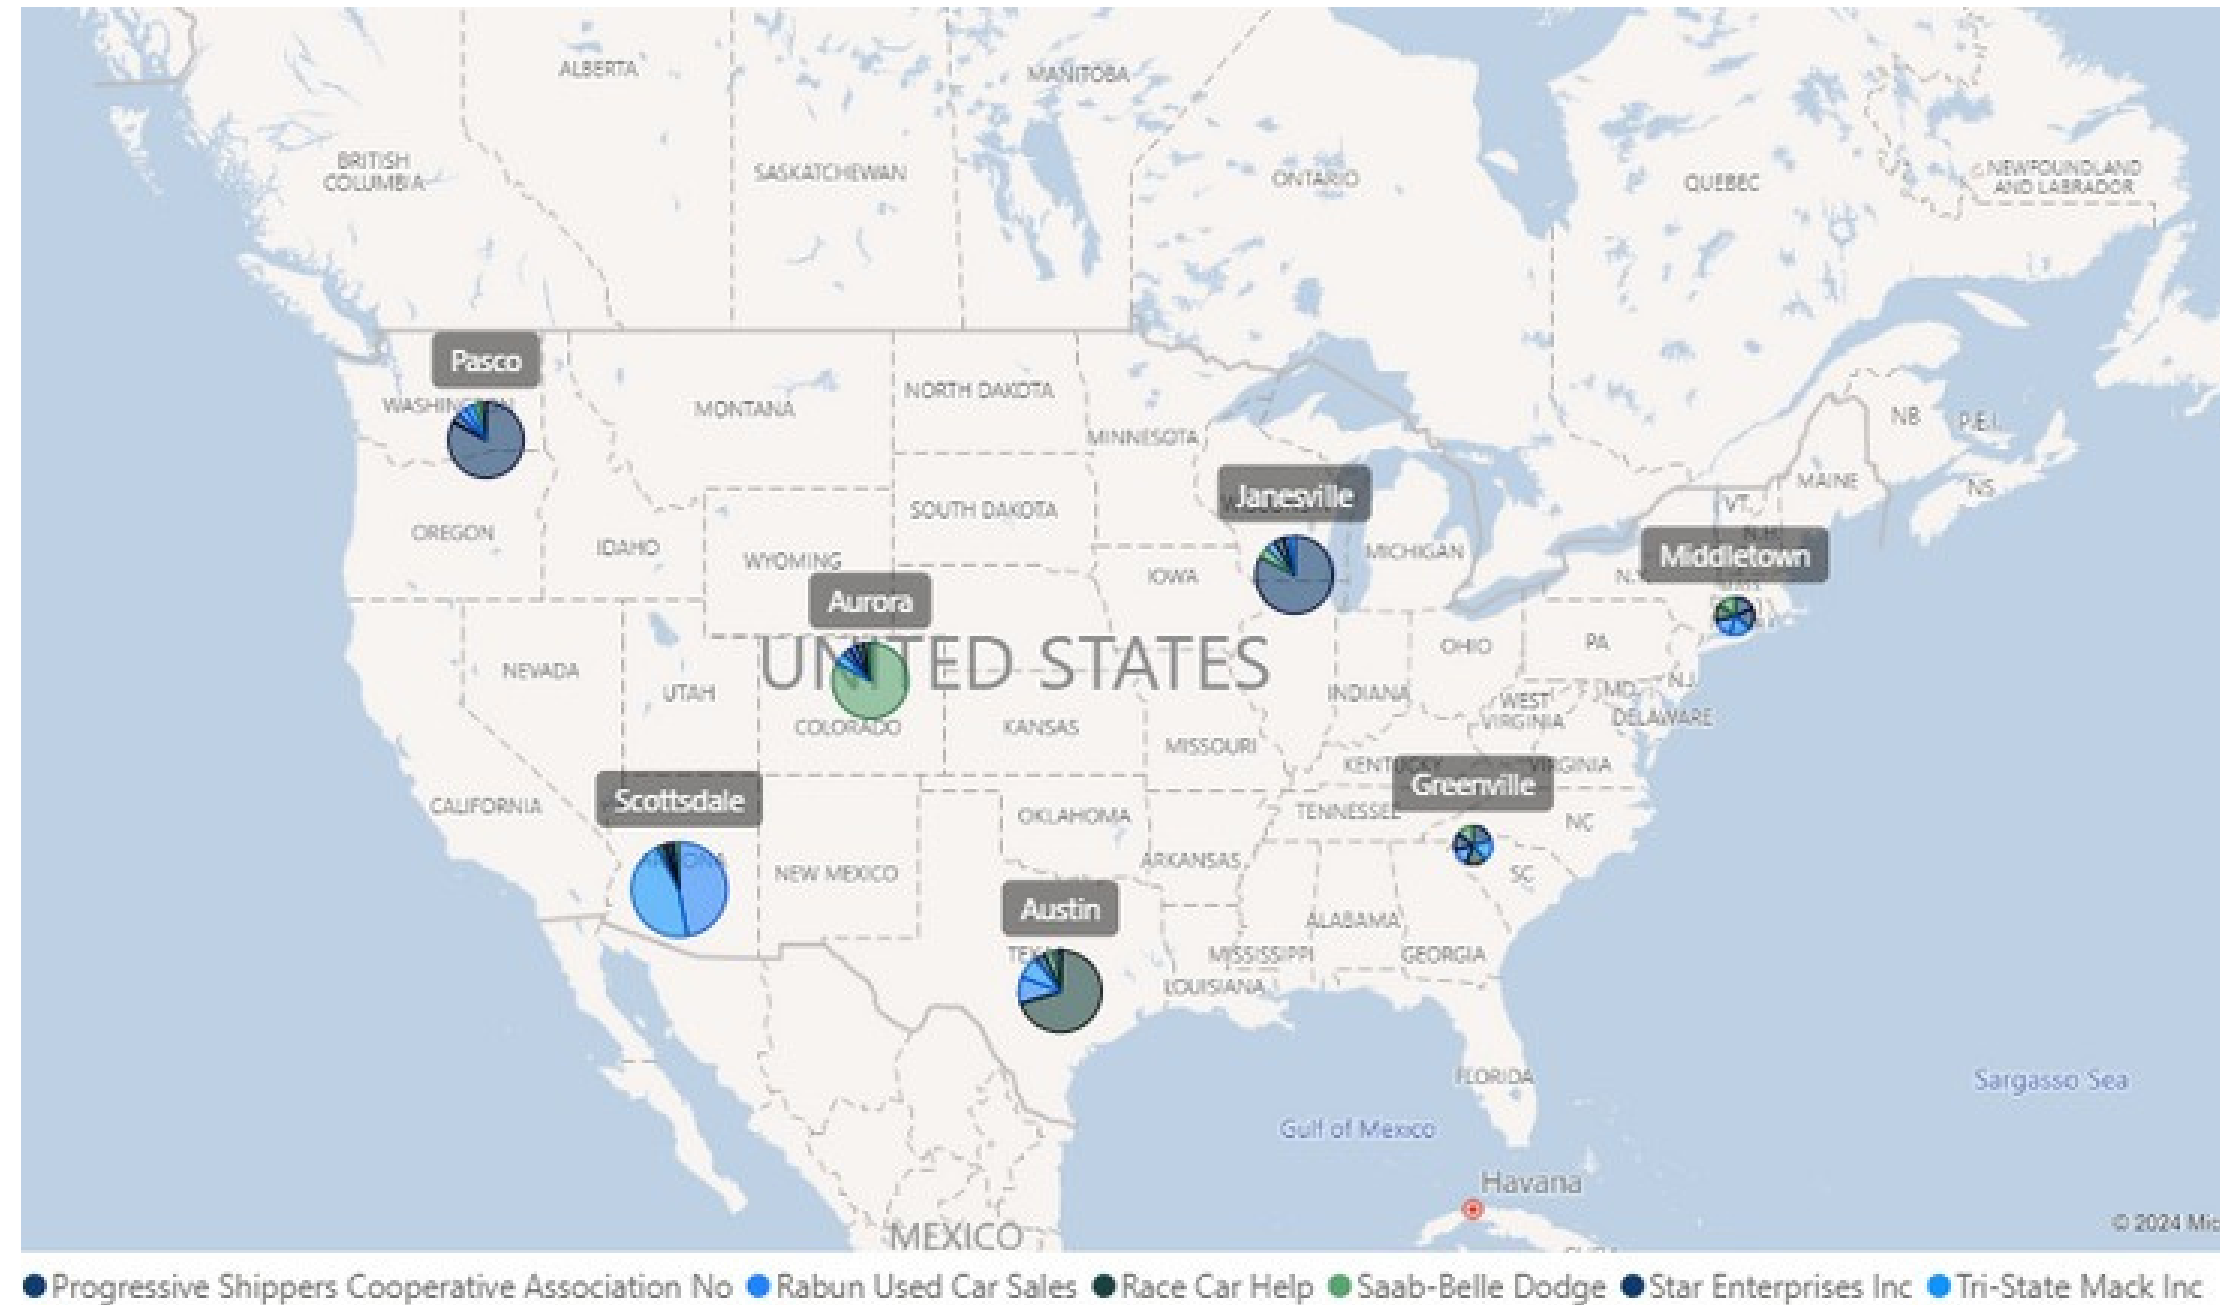 ALBERTA
MANITOBA
BRITISH
COLUMBIA
SASKATCHEWAN
ONTARIO
QUEBEC
NEWFOUNDLAND
AND LABRADOR
Pasco
WASHINGTON
MONTANA
NORTH DAKOTA
MINNESOTA
NB
P.E.I.
MAINE
NS
VT.
N.H.
Janesville
OREGON
IDAHO
SOUTH DAKOTA
WYOMING
MICHIGAN
IOWA
Middletown
N.Y.
Aurora
UNITED STATES
NEVADA
UTAH
COLORADO
KANSAS
MISSOURI
INDIANA
OHIO
PA
N.J.
MD.
WEST
VIRGINIA
DELAWARE
KENTUCKY
VIRGINIA
Greenville
Scottsdale
CALIFORNIA
OKLAHOMA
TENNESSEE
NC
NEW MEXICO
ARKANSAS
SC
Austin
TEXAS
ALABAMA
MISSISSIPPI
GEORGIA
LOUISIANA
FLORIDA
Sargasso Sea
Gulf of Mexico
Havana
MEXICO
© 2024 Mic
Progressive Shippers Cooperative Association No Rabun Used Car Sales Race Car Help Saab-Belle Dodge Star Enterprises Inc Tri-State Mack Inc